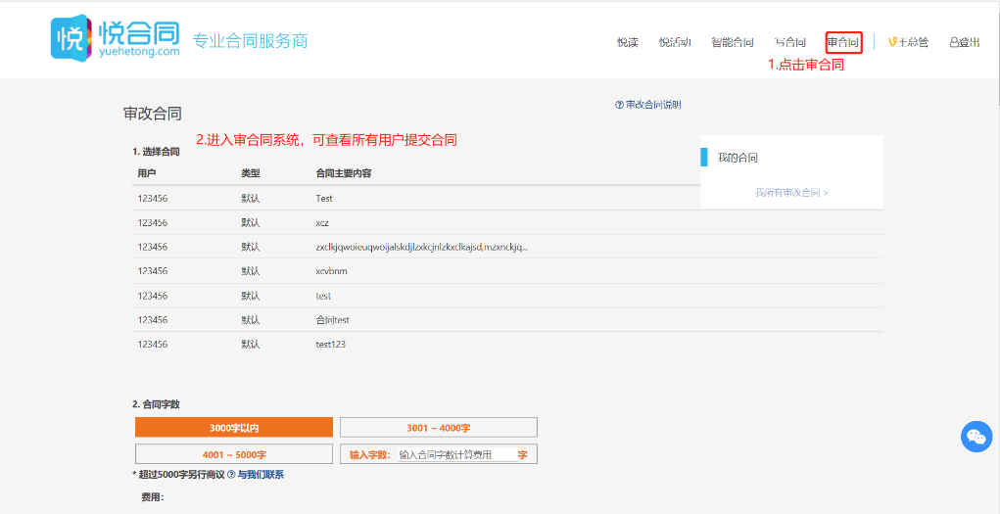 悦 悦合同 专业合同服务商
yuehetong.com
悦读 悦活动 智能合同 写合同 审合同 王总管 登出
1.点击审合同
审改合同
审改合同说明
2.进入审合同系统，可查看所有用户提交合同
1. 选择合同
我的合同
用户 类型 合同主要内容
我所有审改合同 >
123456 默认 Test
123456 默认 xcz
123456 默认 zxclkjqwoieuqwoijalskdjlzxkcjnlzkxclkajsd,mzxnckjq...
123456 默认 xcvbnm
123456 默认 test
123456 默认 合同test
123456 默认 test123
2. 合同字数
3000字以内 3001 ~ 4000字
4001 ~ 5000字 输入字数: 输入合同字数计算费用 字
* 超过5000字另行商议 与我们联系
费用: